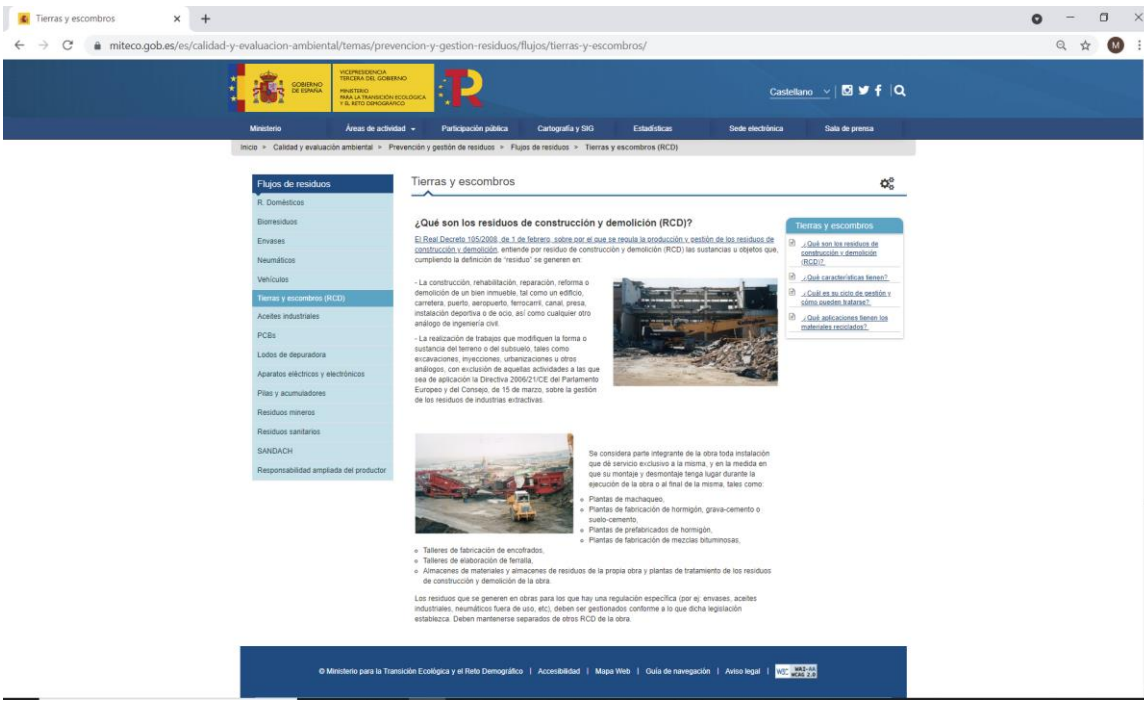 Tierras y escombros
miteco.gob.es/es/calidad-y-evaluacion-ambiental/temas/prevencion-y-gestion-residuos/flujos/tierras-y-escombros/
M
GOBIERNO
DE ESPAÑA
VICEPRESIDENCIA
TERCERA DEL GOBIERNO
MINISTERIO
PARA LA TRANSICIÓN ECOLÓGICA
Y EL RETO DEMOGRÁFICO
Castellano
Ministerio
Áreas de actividad
Participación pública
Cartografía y SIG
Estadísticas
Sede electrónica
Sala de prensa
Inicio > Calidad y evaluación ambiental > Prevención y gestión de residuos > Flujos de residuos > Tierras y escombros (RCD)
Flujos de residuos
R. Domésticos
Biorresiduos
Envases
Neumáticos
Vehículos
Tierras y escombros (RCD)
Aceites industriales
PCBs
Lodos de depuradora
Aparatos eléctricos y electrónicos
Pilas y acumuladores
Residuos mineros
Residuos sanitarios
SANDACH
Responsabilidad ampliada del productor
Tierras y escombros
¿Qué son los residuos de construcción y demolición (RCD)?
El Real Decreto 105/2008, de 1 de febrero, sobre por el que se regula la producción y gestión de los residuos de
construcción y demolición, entiende por residuo de construcción y demolición (RCD) las sustancias u objetos que,
cumpliendo la definición de "residuo" se generen en:
- La construcción, rehabilitación, reparación, reforma o
demolición de un bien inmueble, tal como un edificio,
carretera, puerto, aeropuerto, ferrocarril, canal, presa,
instalación deportiva o de ocio, así como cualquier otro
análogo de ingeniería civil.
- La realización de trabajos que modifiquen la forma o
sustancia del terreno o del subsuelo, tales como
excavaciones, inyecciones, urbanizaciones u otros
análogos, con exclusión de aquellas actividades a las que
sea de aplicación la Directiva 2006/21/CE del Parlamento
Europeo y del Consejo, de 15 de marzo, sobre la gestión
de los residuos de industrias extractivas.
Se considera parte integrante de la obra toda instalación
que dé servicio exclusivo a la misma, y en la medida en
que su montaje y desmontaje tenga lugar durante la
ejecución de la obra o al final de la misma, tales como:
Plantas de machaqueo,
Plantas de fabricación de hormigón, grava-cemento o
suelo-cemento,
Plantas de prefabricados de hormigón,
Plantas de fabricación de mezclas bituminosas,
Talleres de fabricación de encofrados,
Talleres de elaboración de ferralla,
Almacenes de materiales y almacenes de residuos de la propia obra y plantas de tratamiento de los residuos
de construcción y demolición de la obra.
Los residuos que se generen en obras para los que hay una regulación específica (por ej: envases, aceites
industriales, neumáticos fuera de uso, etc), deben ser gestionados conforme a lo que dicha legislación
establezca. Deben mantenerse separados de otros RCD de la obra.
Tierras y escombros
¿Qué son los residuos de
construcción y demolición
(RCD)?
¿Qué características tienen?
¿Cuál es su ciclo de gestión y
cómo pueden tratarse?
¿Qué aplicaciones tienen los
materiales reciclados?
© Ministerio para la Transición Ecológica y el Reto Demográfico | Accesibilidad | Mapa Web | Guía de navegación | Aviso legal |
W3C WAI-AA
WCAG 2.0